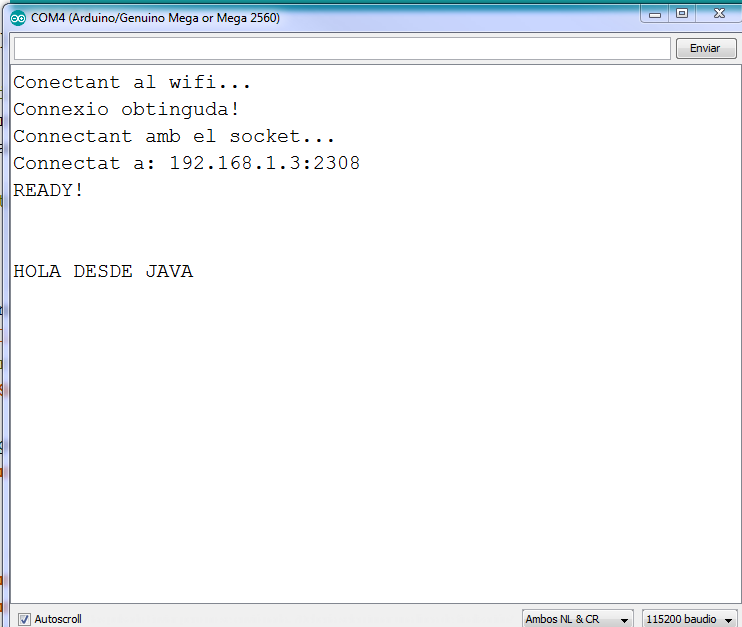 COM4 (Arduino/Genuino Mega or Mega 2560)
Enviar
Conectant al wifi...
Connexio obtinguda!
Connectant amb el socket...
Connectat a: 192.168.1.3:2308
READY!
HOLA DESDE JAVA
Autoscroll
Ambos NL & CR
115200 baudio